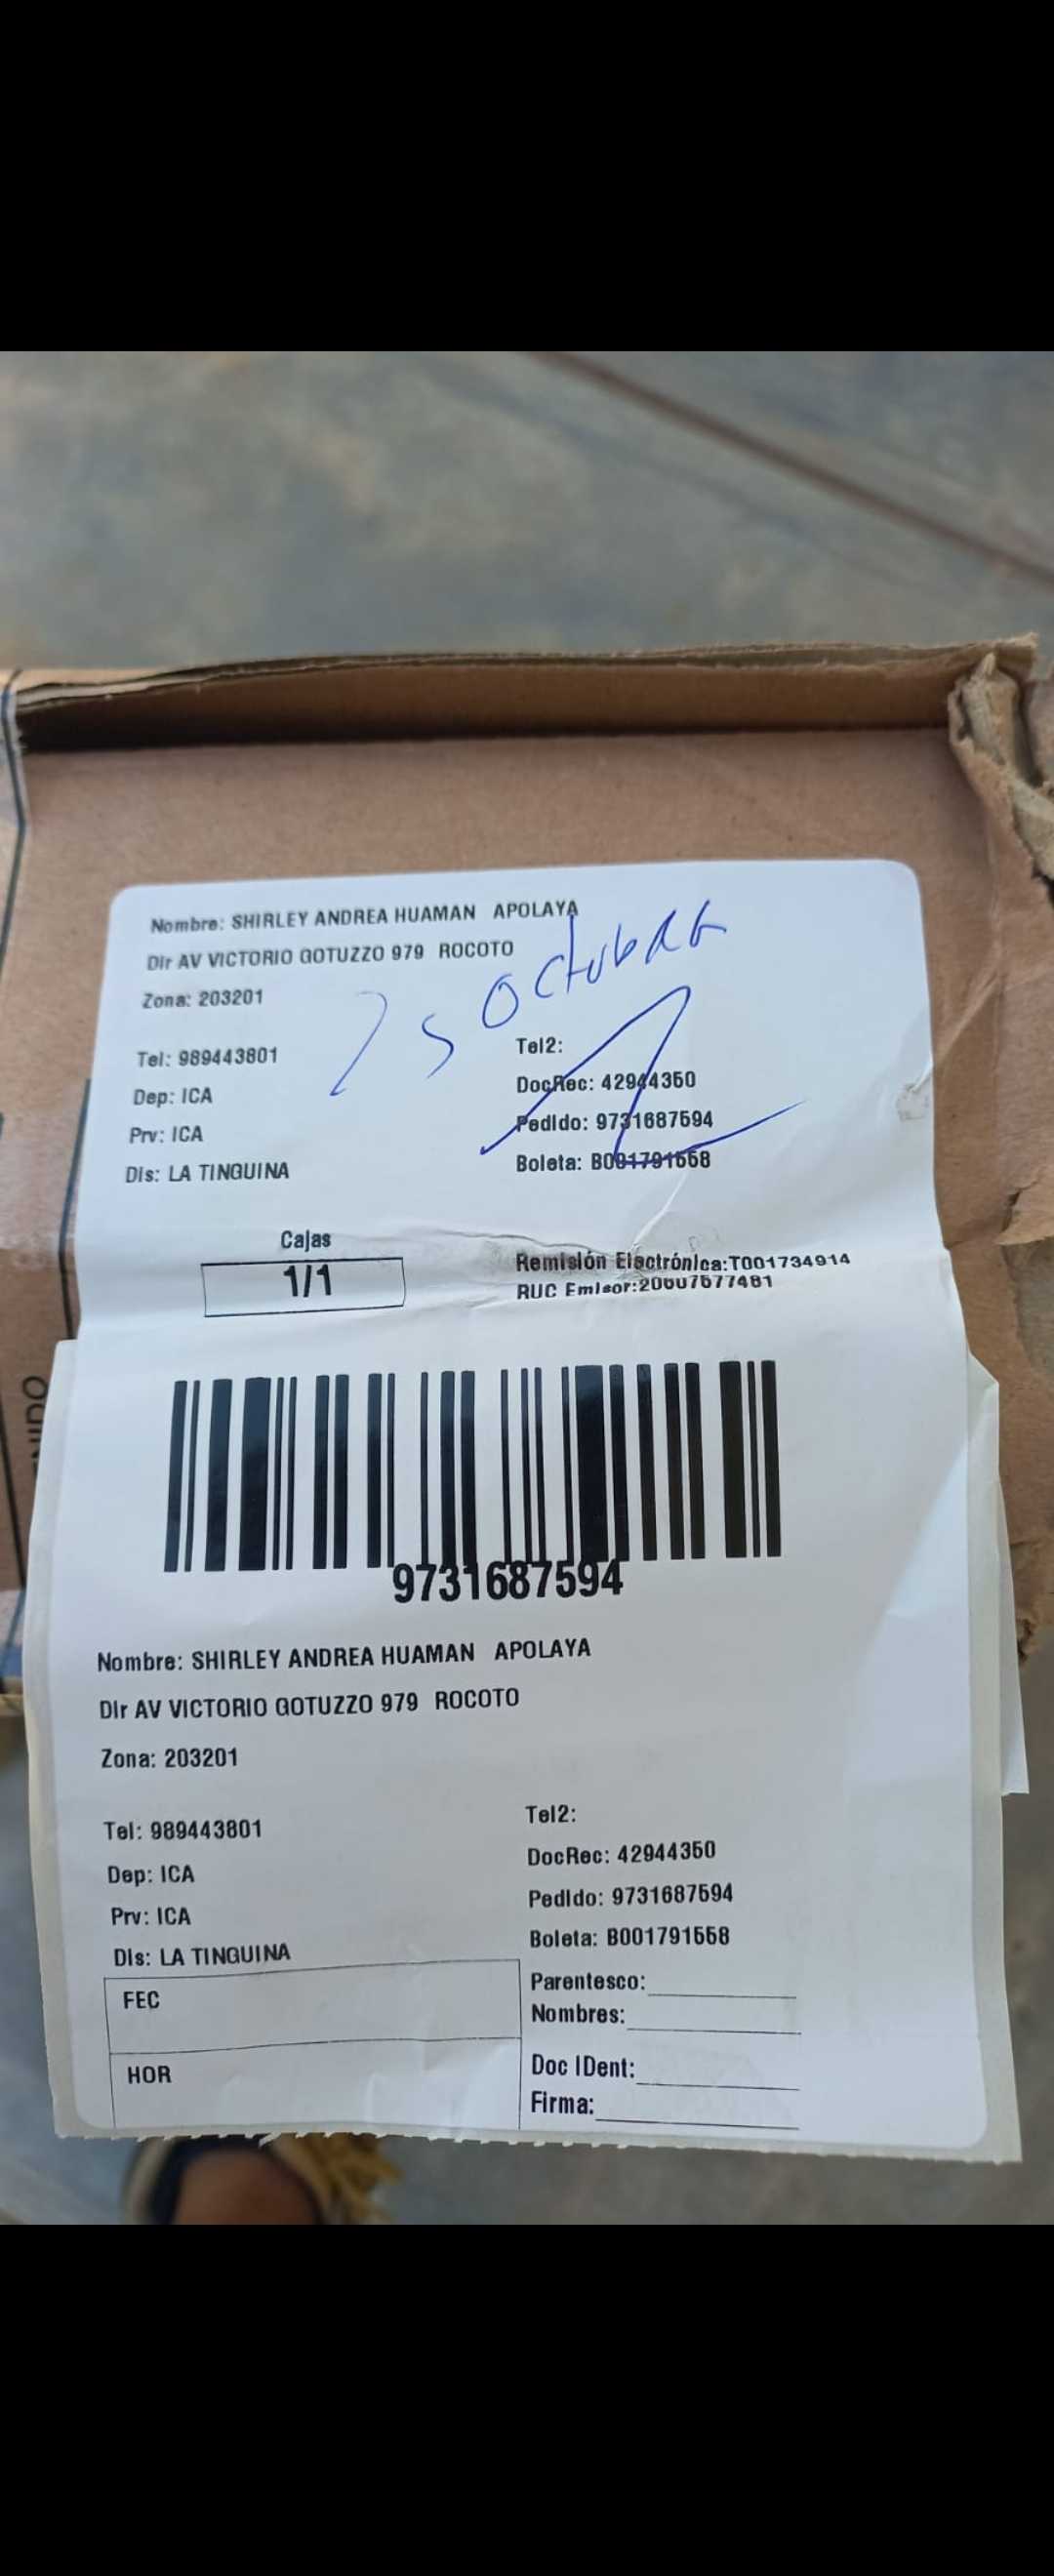 Nombre: SHIRLEY ANDREA HUAMAN APOLAYA
Dir AV VICTORIO GOTUZZO 979 ROCOTO
Octubre
Zona: 203201
Tel: 989443801
Tel2:
Dep: ICA
DocRec: 42944350
Prv: ICA
Pedido: 9731687594
Dis: LA TINGUINA
Boleta: B001791558
Cajas
1/1
Remisión Electrónica:T001734914
RUC Emisor:20607577481
9731687594
Nombre: SHIRLEY ANDREA HUAMAN APOLAYA
Dir AV VICTORIO GOTUZZO 979 ROCOTO
Zona: 203201
Tel: 989443801
Tel2:
Dep: ICA
DocRec: 42944350
Prv: ICA
Pedido: 9731687594
Dis: LA TINGUINA
Boleta: B001791558
FEC
Parentesco:
Nombres:
HOR
Doc IDent:
Firma: